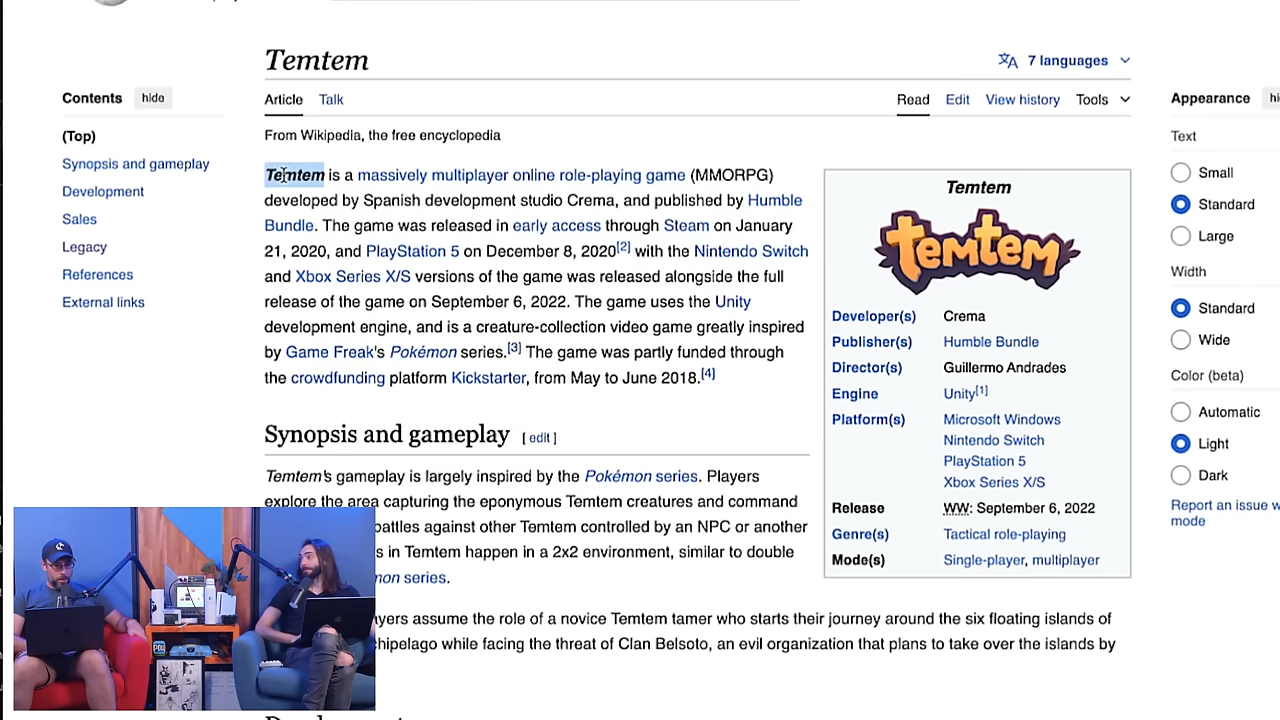 Temtem
7 languages
Contents hide
Article Talk
Read Edit View history Tools
Appearance
From Wikipedia, the free encyclopedia
(Top)
Synopsis and gameplay
Development
Sales
Legacy
References
External links
Temtem is a massively multiplayer online role-playing game (MMORPG)
developed by Spanish development studio Crema, and published by Humble
Bundle. The game was released in early access through Steam on January
21, 2020, and PlayStation 5 on December 8, 2020[2] with the Nintendo Switch
and Xbox Series X/S versions of the game was released alongside the full
release of the game on September 6, 2022. The game uses the Unity
development engine, and is a creature-collection video game greatly inspired
by Game Freak's Pokémon series.[3] The game was partly funded through
the crowdfunding platform Kickstarter, from May to June 2018.[4]
Synopsis and gameplay [ edit ]
Temtem's gameplay is largely inspired by the Pokémon series. Players
explore the area capturing the eponymous Temtem creatures and command
battles against other Temtem controlled by an NPC or another
s in Temtem happen in a 2x2 environment, similar to double
series.
assume the role of a novice Temtem tamer who starts their journey around the six floating islands of
while facing the threat of Clan Belsoto, an evil organization that plans to take over the islands by
Temtem
temtem
Developer(s) Crema
Publisher(s) Humble Bundle
Director(s) Guillermo Andrades
Engine Unity[1]
Platform(s) Microsoft Windows
Nintendo Switch
PlayStation 5
Xbox Series X/S
Release WW: September 6, 2022
Genre(s) Tactical role-playing
Mode(s) Single-player, multiplayer
Text
Small
Standard
Large
Width
Standard
Wide
Color (beta)
Automatic
Light
Dark
Report an issue w
mode